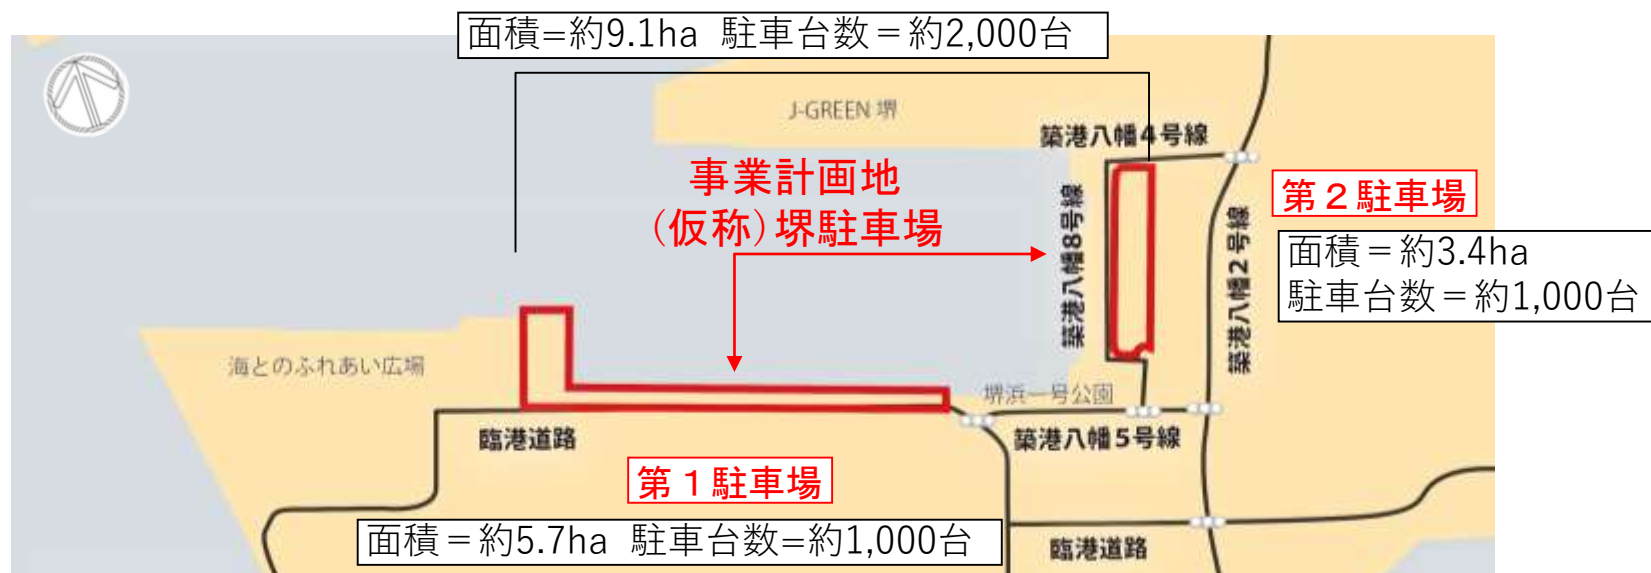 面積=約9.1ha 駐車台数＝約2,000台
J-GREEN 堺
築港八幡4号線
事業計画地
(仮称)堺駐車場
築港八幡8号線
築港八幡2号線
第２駐車場
面積＝約3.4ha
駐車台数＝約1,000台
海とのふれあい広場
堺浜一号公園
臨港道路
築港八幡5号線
第１駐車場
面積＝約5.7ha 駐車台数=約1,000台
臨港道路